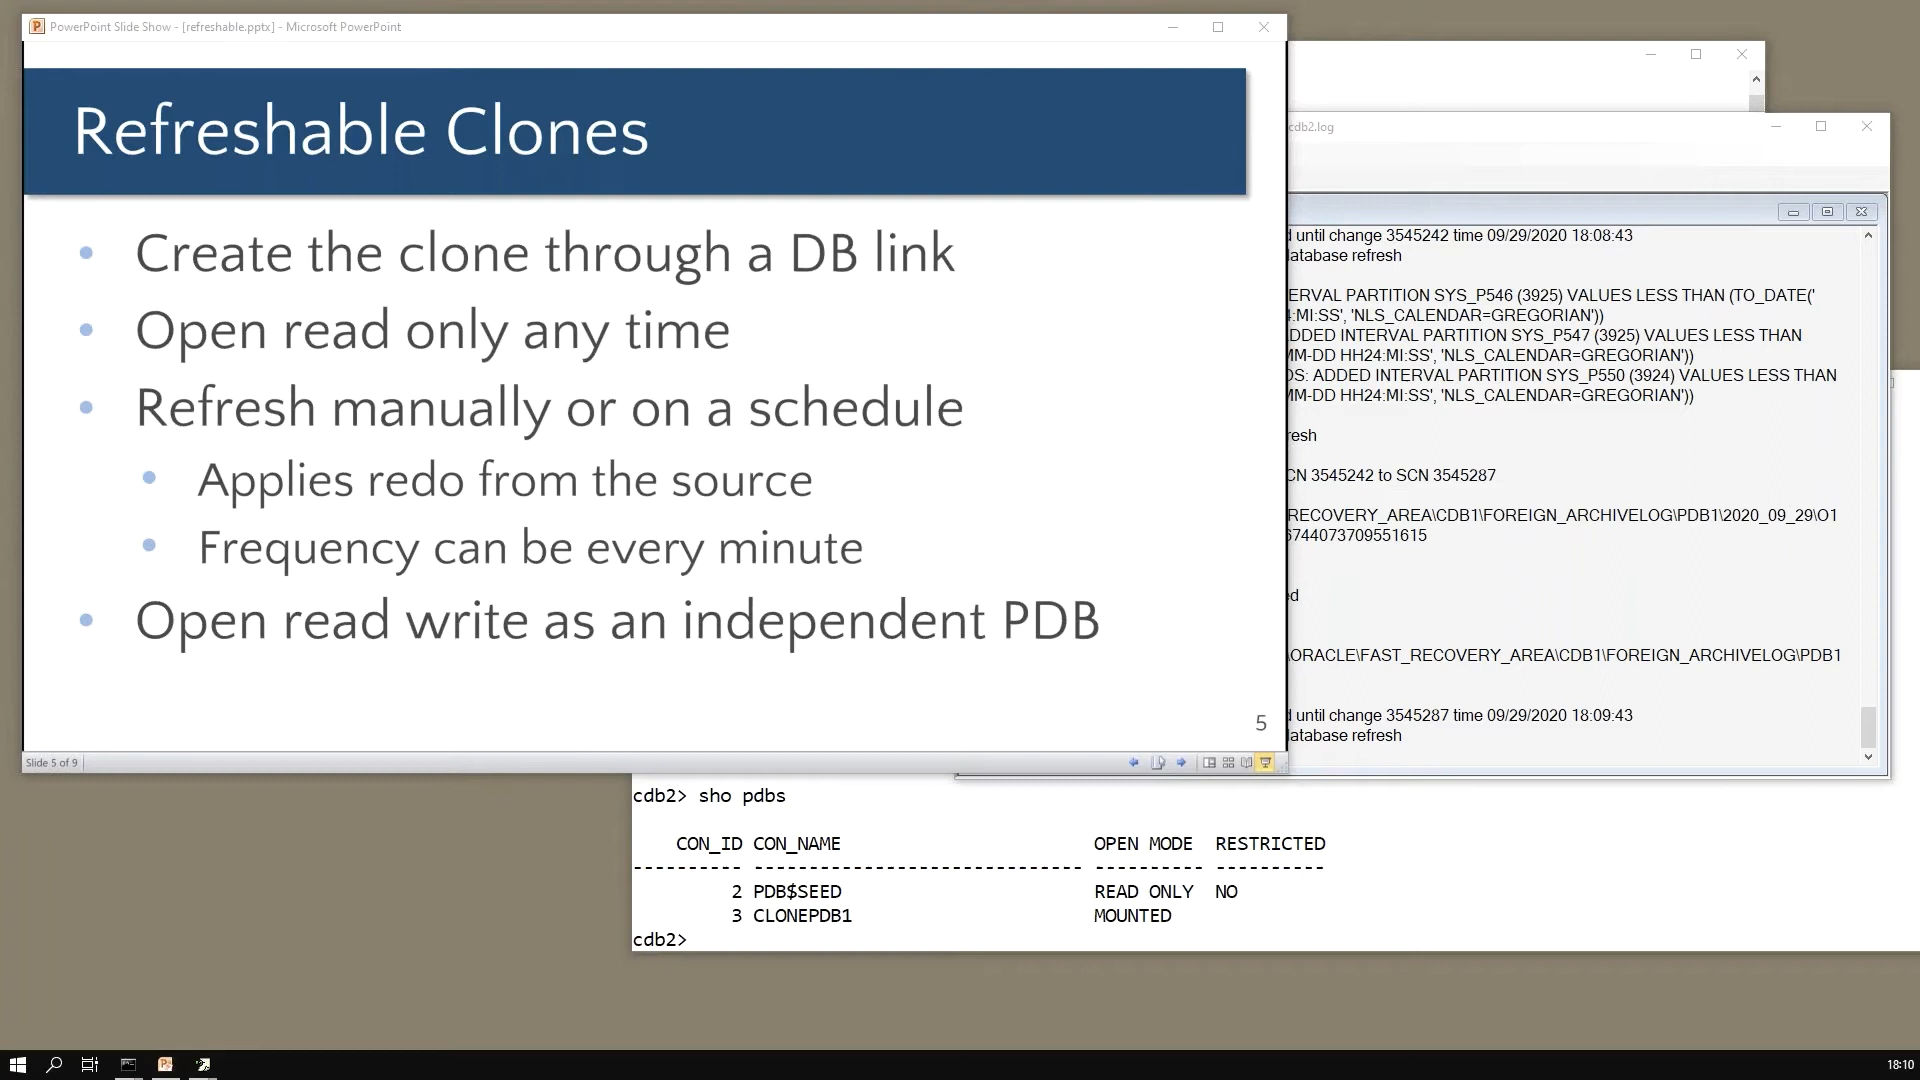 PowerPoint Slide Show - [refreshable.pptx] - Microsoft PowerPoint
Refreshable Clones
• Create the clone through a DB link
• Open read only any time
• Refresh manually or on a schedule
• Applies redo from the source
• Frequency can be every minute
• Open read write as an independent PDB
5
Slide 5 of 9
cdb2.log
until change 3545242 time 09/29/2020 18:08:43
database refresh
ERVAL PARTITION SYS_P546 (3925) VALUES LESS THAN (TO_DATE('
4:MI:SS', 'NLS_CALENDAR=GREGORIAN'))
ADDED INTERVAL PARTITION SYS_P547 (3925) VALUES LESS THAN
MM-DD HH24:MI:SS', 'NLS_CALENDAR=GREGORIAN'))
DS: ADDED INTERVAL PARTITION SYS_P550 (3924) VALUES LESS THAN
MM-DD HH24:MI:SS', 'NLS_CALENDAR=GREGORIAN'))
resh
CN 3545242 to SCN 3545287
RECOVERY_AREA\CDB1\FOREIGN_ARCHIVELOG\PDB1\2020_09_29\O1
6744073709551615
ed
\ORACLE\FAST_RECOVERY_AREA\CDB1\FOREIGN_ARCHIVELOG\PDB1
until change 3545287 time 09/29/2020 18:09:43
database refresh
cdb2> sho pdbs
CON_ID CON_NAME OPEN MODE RESTRICTED
---------- ------------------------------ ---------- ----------
2 PDB$SEED READ ONLY NO
3 CLONEPDB1 MOUNTED
cdb2>
18:10